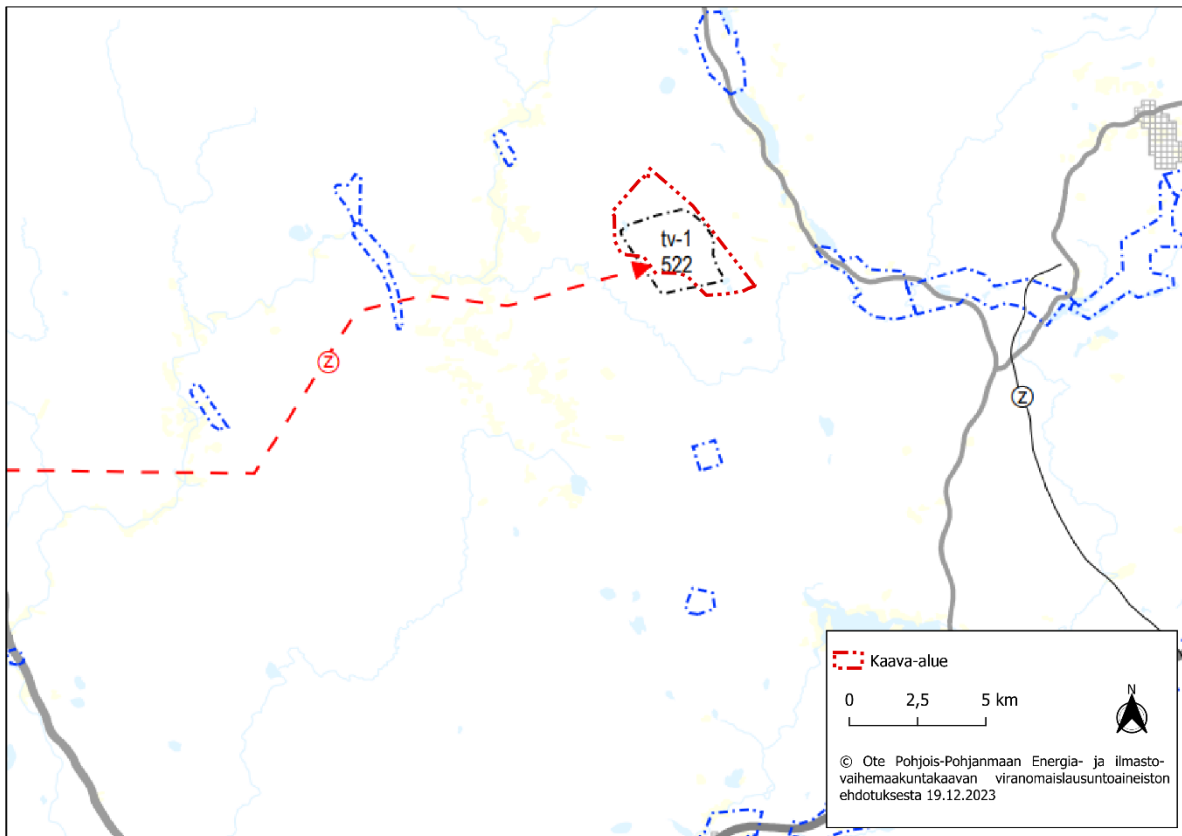 tv-1
522
Z
Z
Kaava-alue
0 2,5 5 km
N
© Ote Pohjois-Pohjanmaan Energia- ja ilmasto-
vaihemaakuntakaavan viranomaislausuntoaineiston
ehdotuksesta 19.12.2023